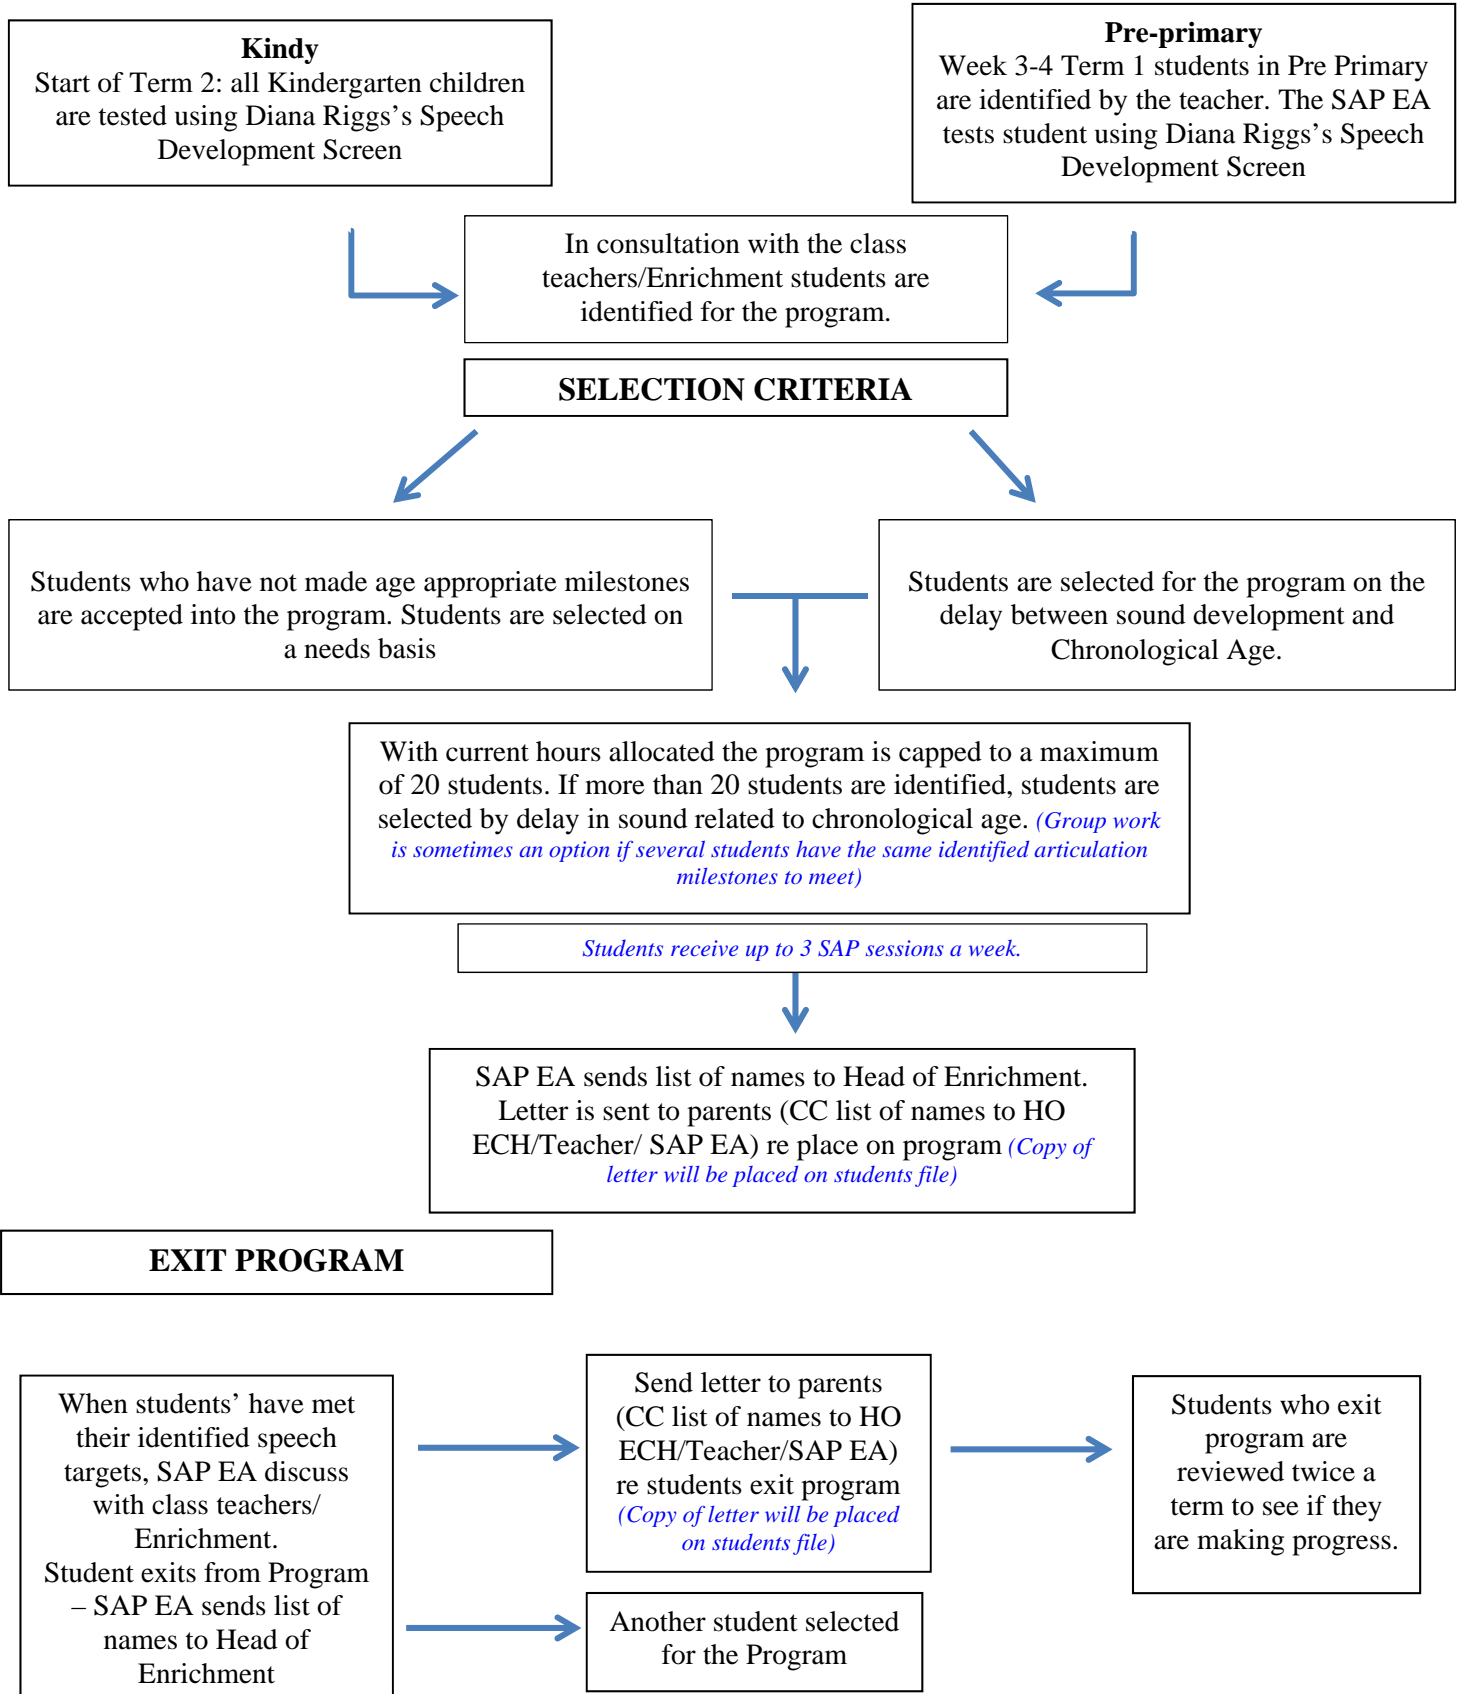 Kindy
Start of Term 2: all Kindergarten children
are tested using Diana Riggs’s Speech
Development Screen
Pre-primary
Week 3-4 Term 1 students in Pre Primary
are identified by the teacher. The SAP EA
tests student using Diana Riggs’s Speech
Development Screen
In consultation with the class
teachers/Enrichment students are
identified for the program.
SELECTION CRITERIA
Students who have not made age appropriate milestones
are accepted into the program. Students are selected on
a needs basis
Students are selected for the program on the
delay between sound development and
Chronological Age.
With current hours allocated the program is capped to a maximum
of 20 students. If more than 20 students are identified, students are
selected by delay in sound related to chronological age. (Group work
is sometimes an option if several students have the same identified articulation
milestones to meet)
Students receive up to 3 SAP sessions a week.
SAP EA sends list of names to Head of Enrichment.
Letter is sent to parents (CC list of names to HO
ECH/Teacher/ SAP EA) re place on program (Copy of
letter will be placed on students file)
EXIT PROGRAM
When students’ have met
their identified speech
targets, SAP EA discuss
with class teachers/
Enrichment.
Student exits from Program
– SAP EA sends list of
names to Head of
Enrichment
Send letter to parents
(CC list of names to HO
ECH/Teacher/SAP EA)
re students exit program
(Copy of letter will be placed
on students file)
Another student selected
for the Program
Students who exit
program are
reviewed twice a
term to see if they
are making progress.